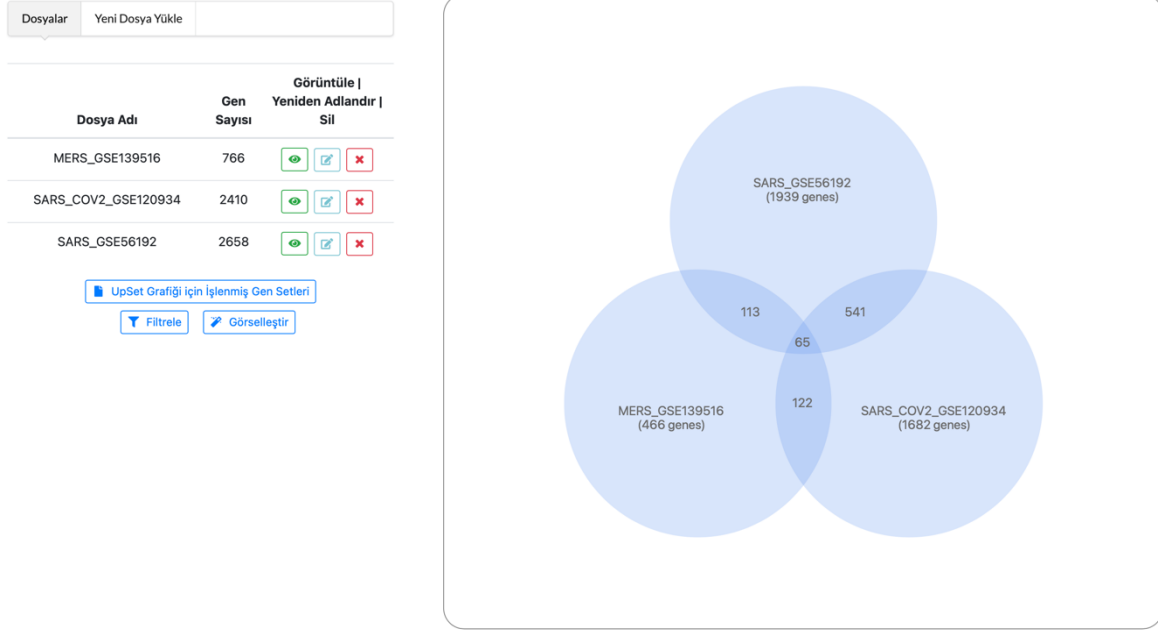 Dosyalar
Yeni Dosya Yükle
Dosya Adı
Gen
Sayısı
Görüntüle |
Yeniden Adlandır |
Sil
MERS_GSE139516 766
SARS_COV2_GSE120934 2410
SARS_GSE56192 2658
UpSet Grafiği için İşlenmiş Gen Setleri
Filtrele
Görselleştir
SARS_GSE56192
(1939 genes)
113
541
65
122
MERS_GSE139516
(466 genes)
SARS_COV2_GSE120934
(1682 genes)